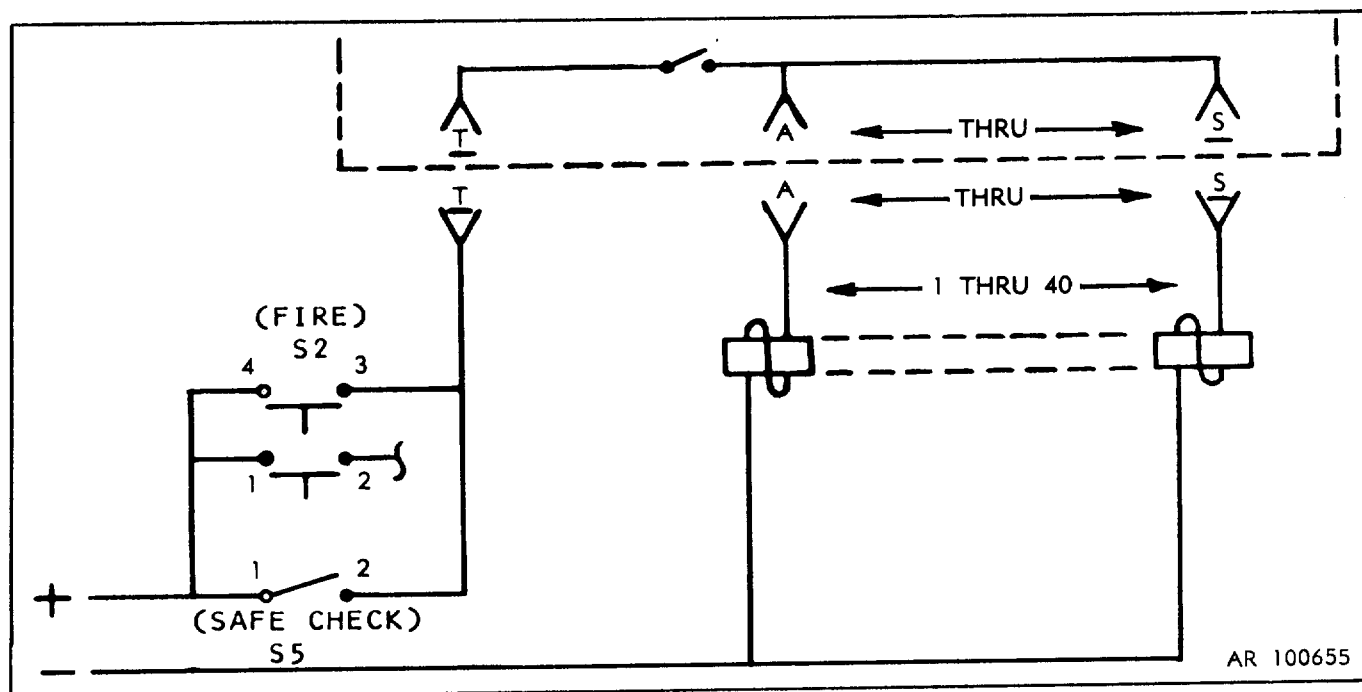 T A THRU S
T A THRU S
1 THRU 40
(FIRE)
S2
4 3
1 2
1 2
+
(SAFE CHECK)
S5
−
AR 100655